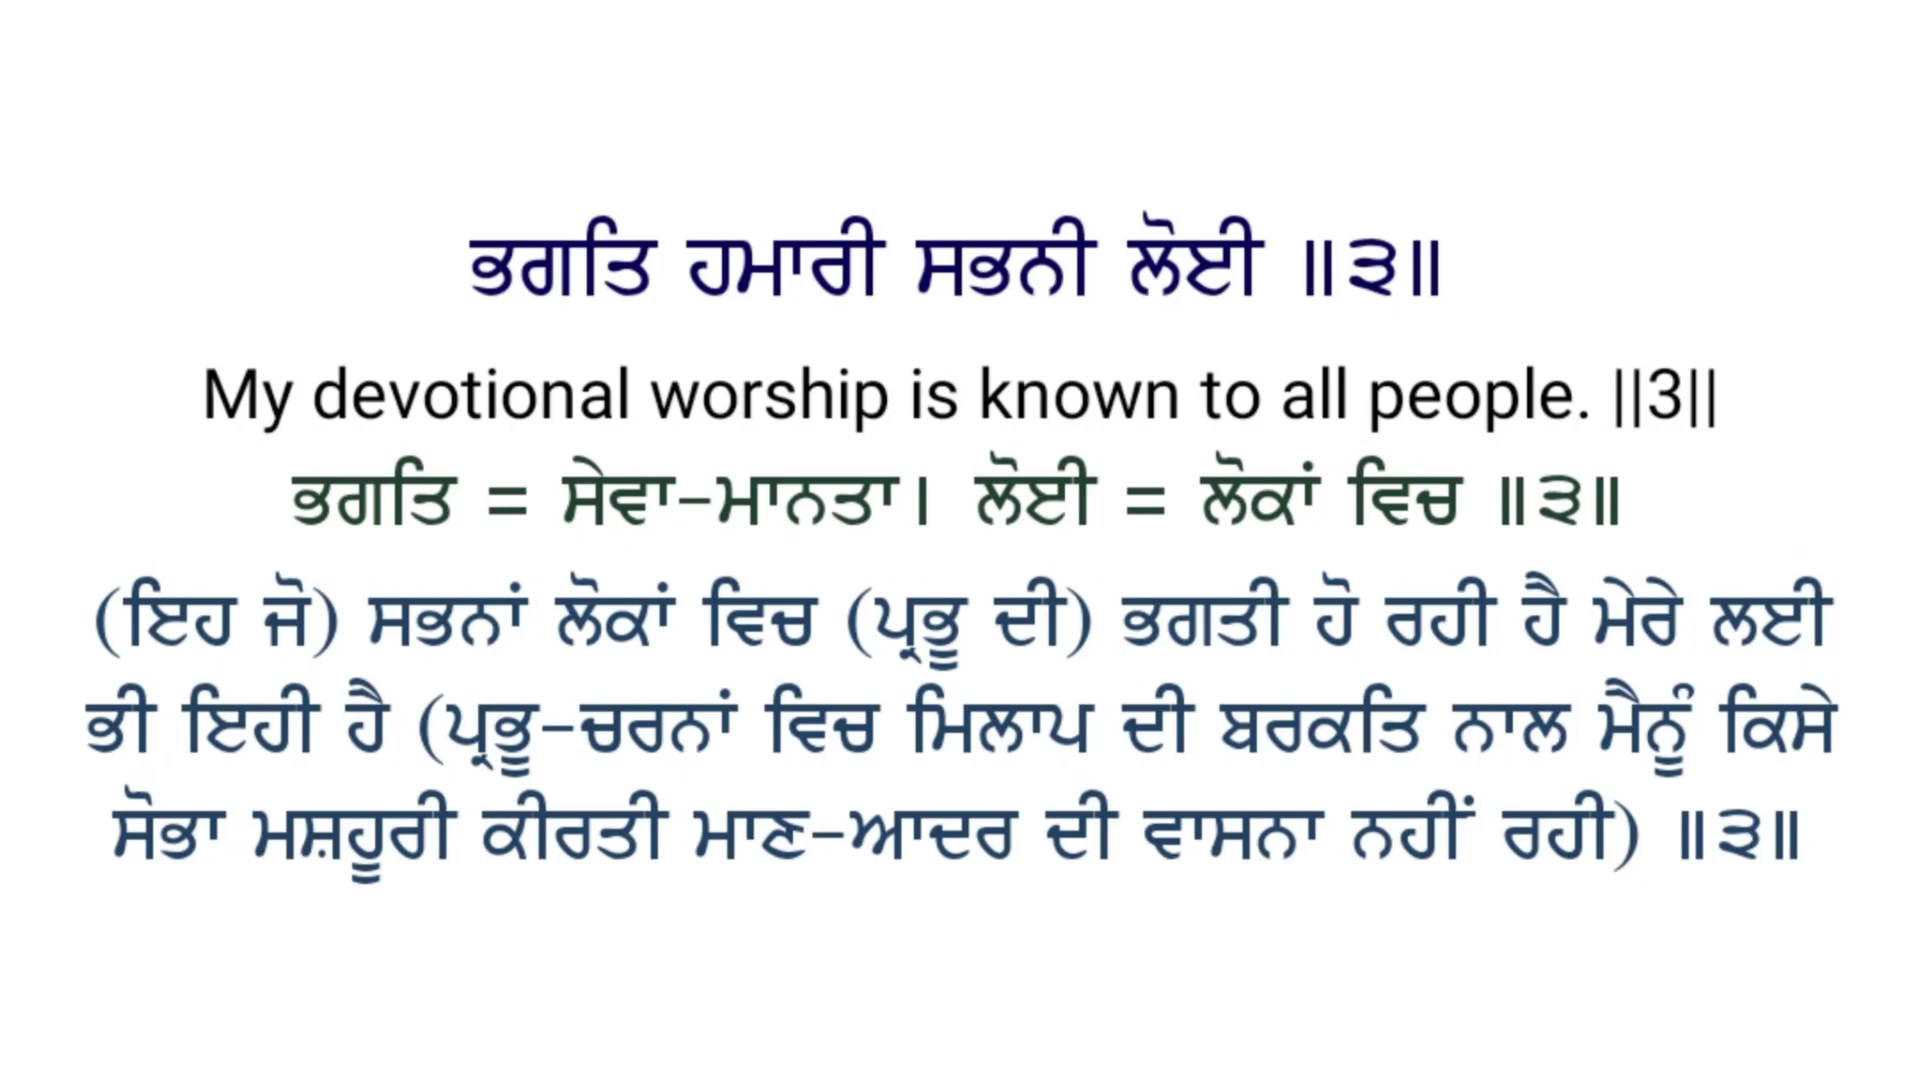 ਭਗਤਿ ਹਮਾਰੀ ਸਭਨੀ ਲੋਈ ॥੩॥
My devotional worship is known to all people. ||3||
ਭਗਤਿ = ਸੇਵਾ-ਮਾਨਤਾ। ਲੋਈ = ਲੋਕਾਂ ਵਿਚ ॥੩॥
(ਇਹ ਜੋ) ਸਭਨਾਂ ਲੋਕਾਂ ਵਿਚ (ਪ੍ਰਭੂ ਦੀ) ਭਗਤੀ ਹੋ ਰਹੀ ਹੈ ਮੇਰੇ ਲਈ
ਭੀ ਇਹੀ ਹੈ (ਪ੍ਰਭੂ-ਚਰਨਾਂ ਵਿਚ ਮਿਲਾਪ ਦੀ ਬਰਕਤਿ ਨਾਲ ਮੈਨੂੰ ਕਿਸੇ
ਸੋਭਾ ਮਸ਼ਹੂਰੀ ਕੀਰਤੀ ਮਾਣ-ਆਦਰ ਦੀ ਵਾਸਨਾ ਨਹੀਂ ਰਹੀ) ॥੩॥